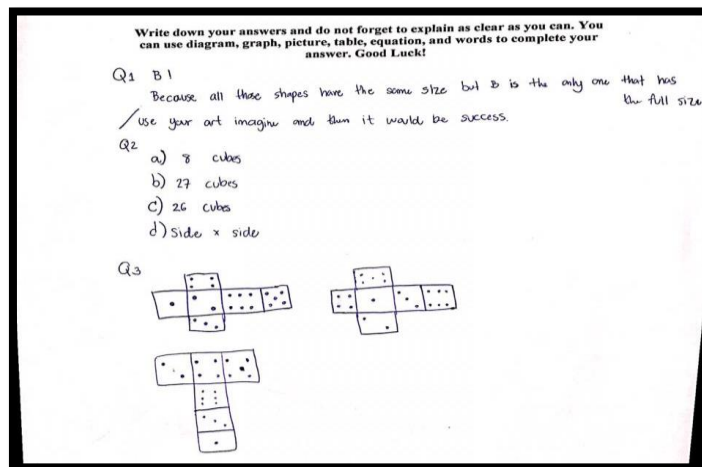 Write down your answers and do not forget to explain as clear as you can. You
can use diagram, graph, picture, table, equation, and words to complete your
answer. Good Luck!
Q1 B !
Because all those shapes have the same size but B is the only one that has
the full size
/ use your art imagine and then it would be success.
Q2
a) 8 cubes
b) 27 cubes
c) 26 cubes
d) side x side
Q3